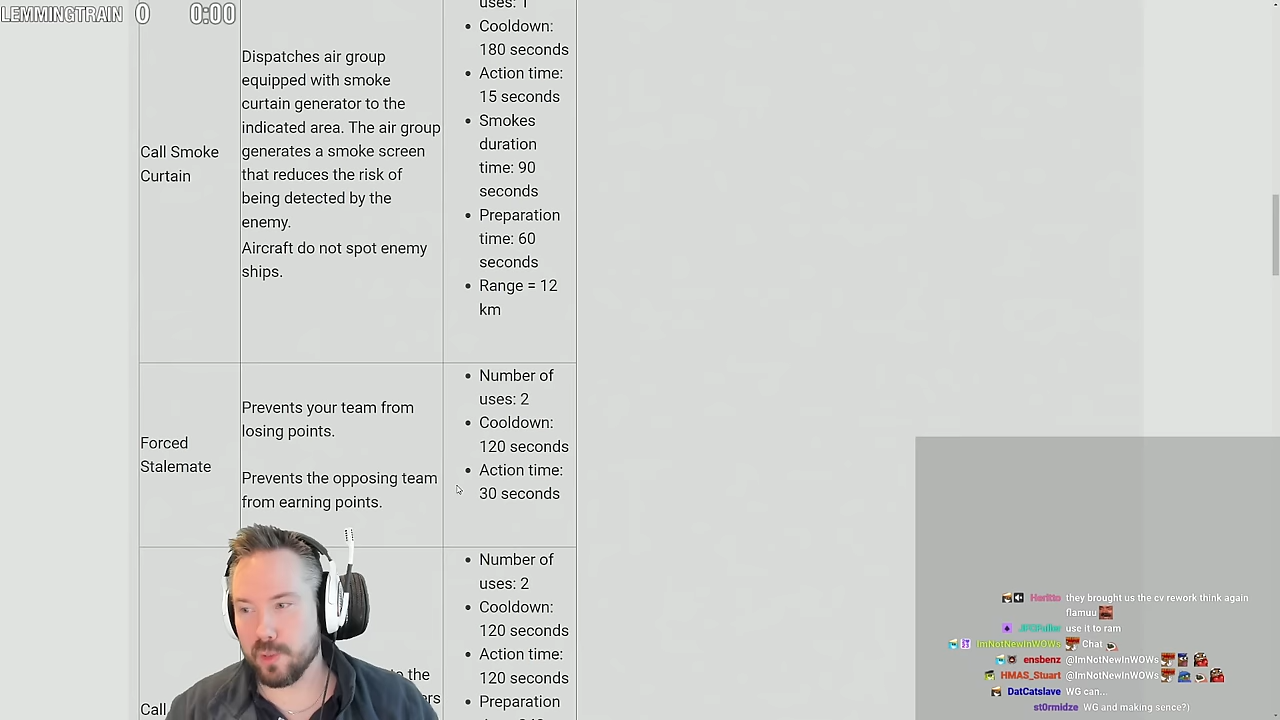 LEMMINGTRAIN 0 0:00
uses: 1
Cooldown:
180 seconds
Action time:
15 seconds
Smokes
duration
time: 90
seconds
Preparation
time: 60
seconds
Range = 12
km
Dispatches air group
equipped with smoke
curtain generator to the
indicated area. The air group
generates a smoke screen
that reduces the risk of
being detected by the
enemy.
Aircraft do not spot enemy
ships.
Call Smoke
Curtain
Forced
Stalemate
Prevents your team from
losing points.
Prevents the opposing team
from earning points.
Number of
uses: 2
Cooldown:
120 seconds
Action time:
30 seconds
Number of
uses: 2
Cooldown:
120 seconds
Action time:
120 seconds
Preparation
the
Call
Heritto they brought us the cv rework think again
flamuu
use it to ram
ImNotNewInWOWs Chat
ensbenz @ImNotNewInWOWs
HMAS_Stuart @ImNotNewInWOWs
DatCatslave WG can...
st0rmidze WG and making sence?)